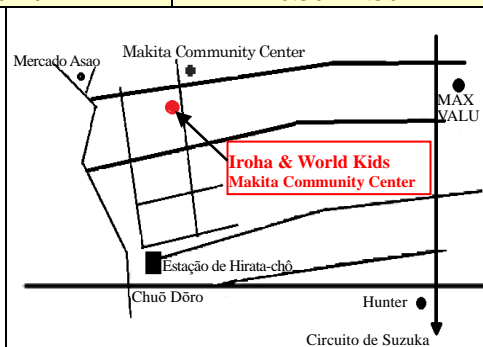 Makita Community Center
Mercado Asao
MAX
VALU
Iroha & World Kids
Makita Community Center
Estação de Hirata-chô
Chuō Dōro
Hunter
Circuito de Suzuka